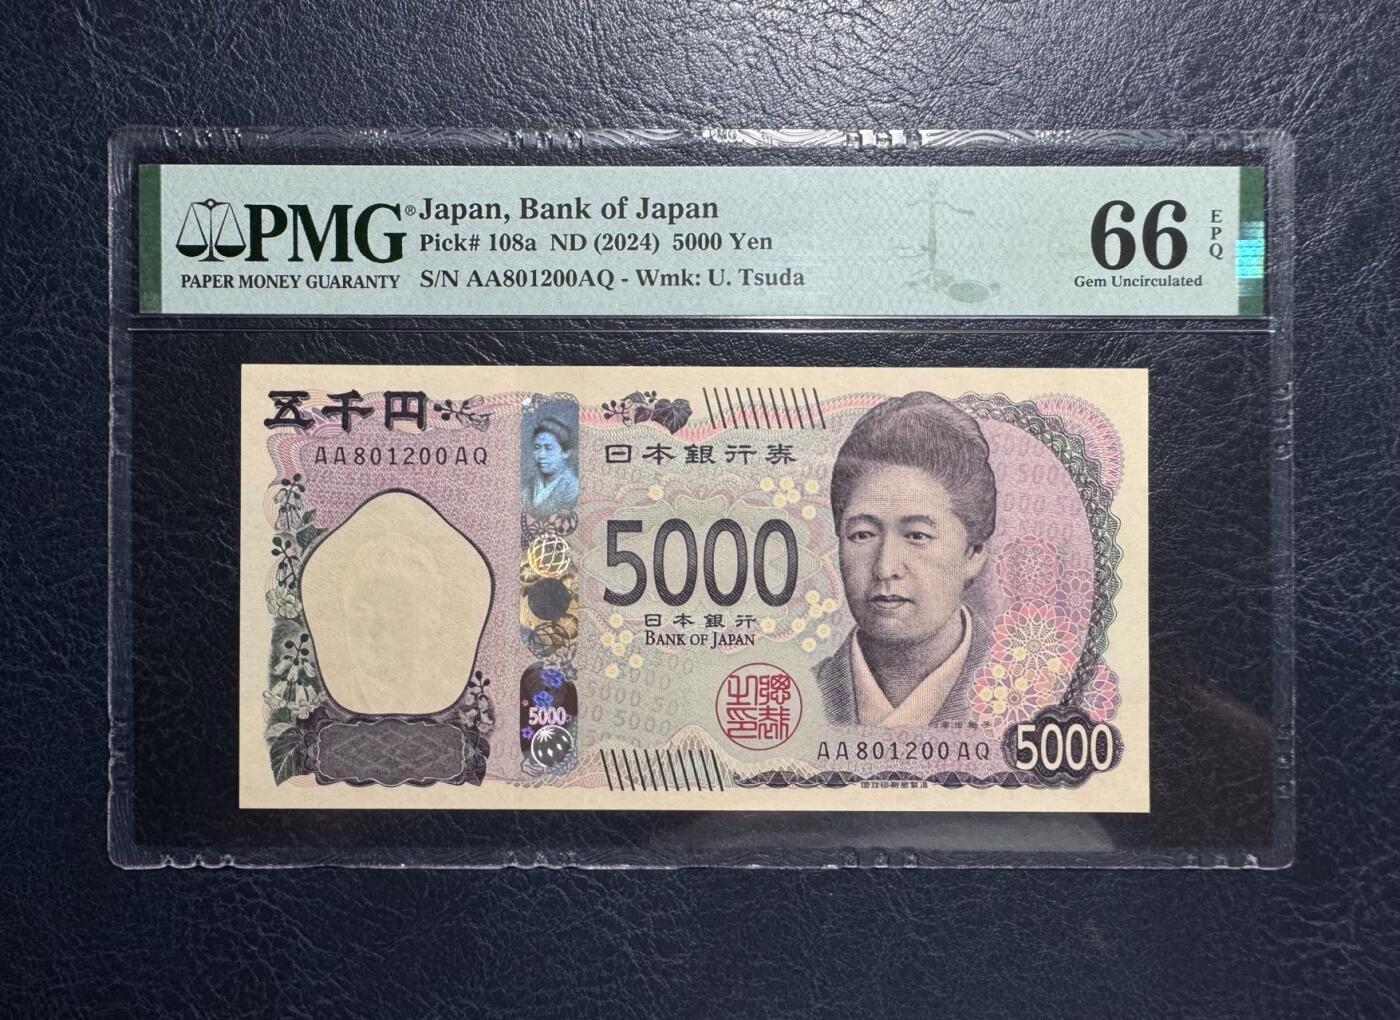 PMG® Japan, Bank of Japan
Pick# 108a ND (2024) 5000 Yen
PAPER MONEY GUARANTY S/N AA801200AQ - Wmk: U. Tsuda
66 EPQ
Gem Uncirculated
五千円
AA801200AQ
日本銀行券
5000
日本銀行
BANK OF JAPAN
5000
AA801200AQ
5000
国立印刷局製造